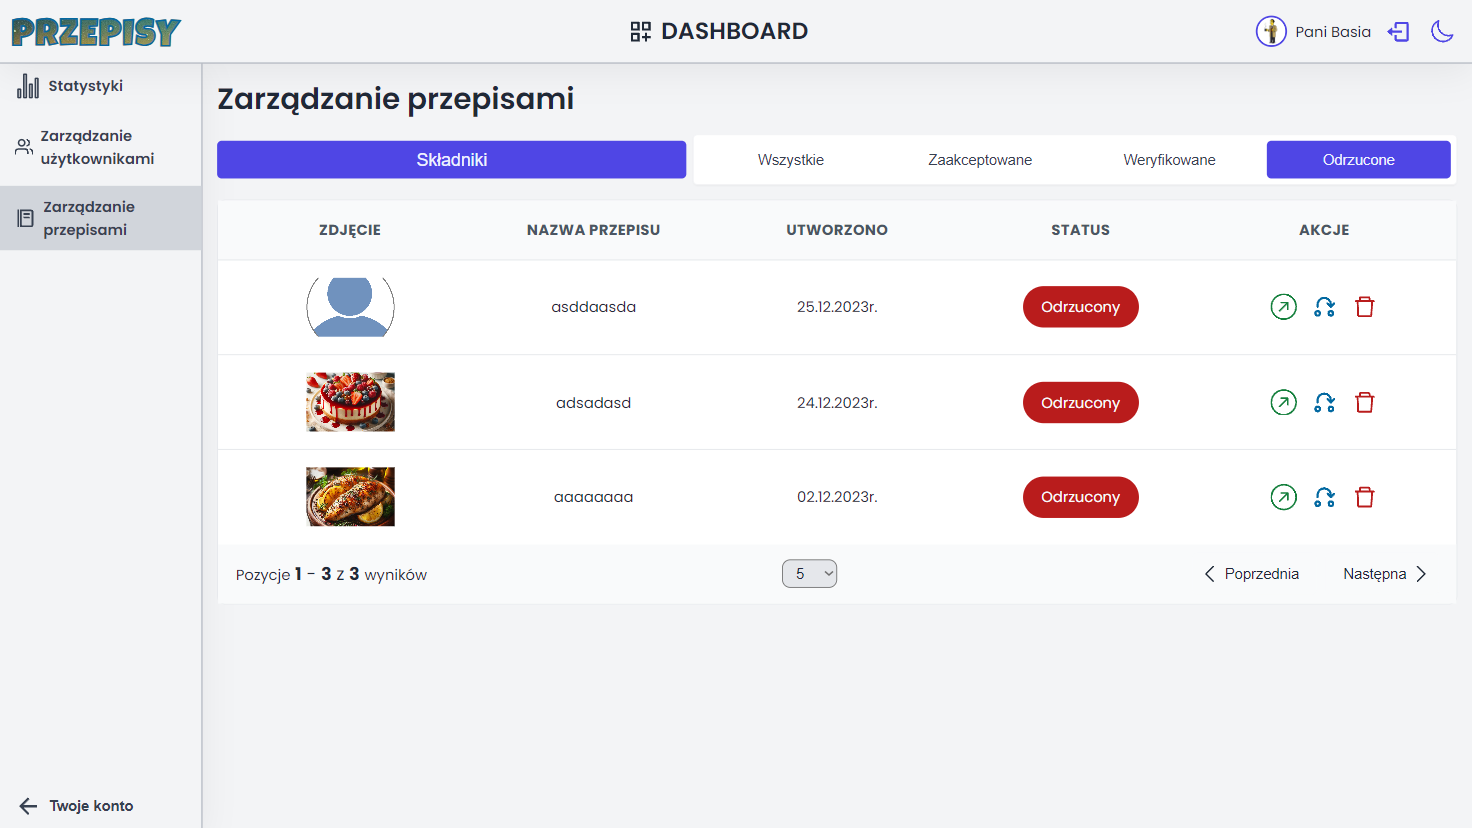 PRZEPISY
DASHBOARD
Pani Basia
Statystyki
Zarządzanie
użytkownikami
Zarządzanie
przepisami
Twoje konto
Zarządzanie przepisami
Składniki
Wszystkie
Zaakceptowane
Weryfikowane
Odrzucone
ZDJĘCIE NAZWA PRZEPISU UTWORZONO STATUS AKCJE
asddaasda 25.12.2023r. Odrzucony
adsadasd 24.12.2023r. Odrzucony
aaaaaaaa 02.12.2023r. Odrzucony
Pozycje 1 - 3 z 3 wyników 5 Poprzednia Następna